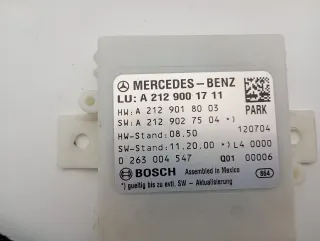 MERCEDES-BENZ
LU: A 212 900 17 11
HW: A 212 901 80 03 PARK
SW: A 212 902 75 04 *)
HW-Stand: 08.50 120704
SW-Stand: 11.20.00 *) L4 0000
0 263 004 547 Q01 00006
BOSCH Assembled in Mexico 864
*) gueltig bis zu evtl. SW - Aktualisierung